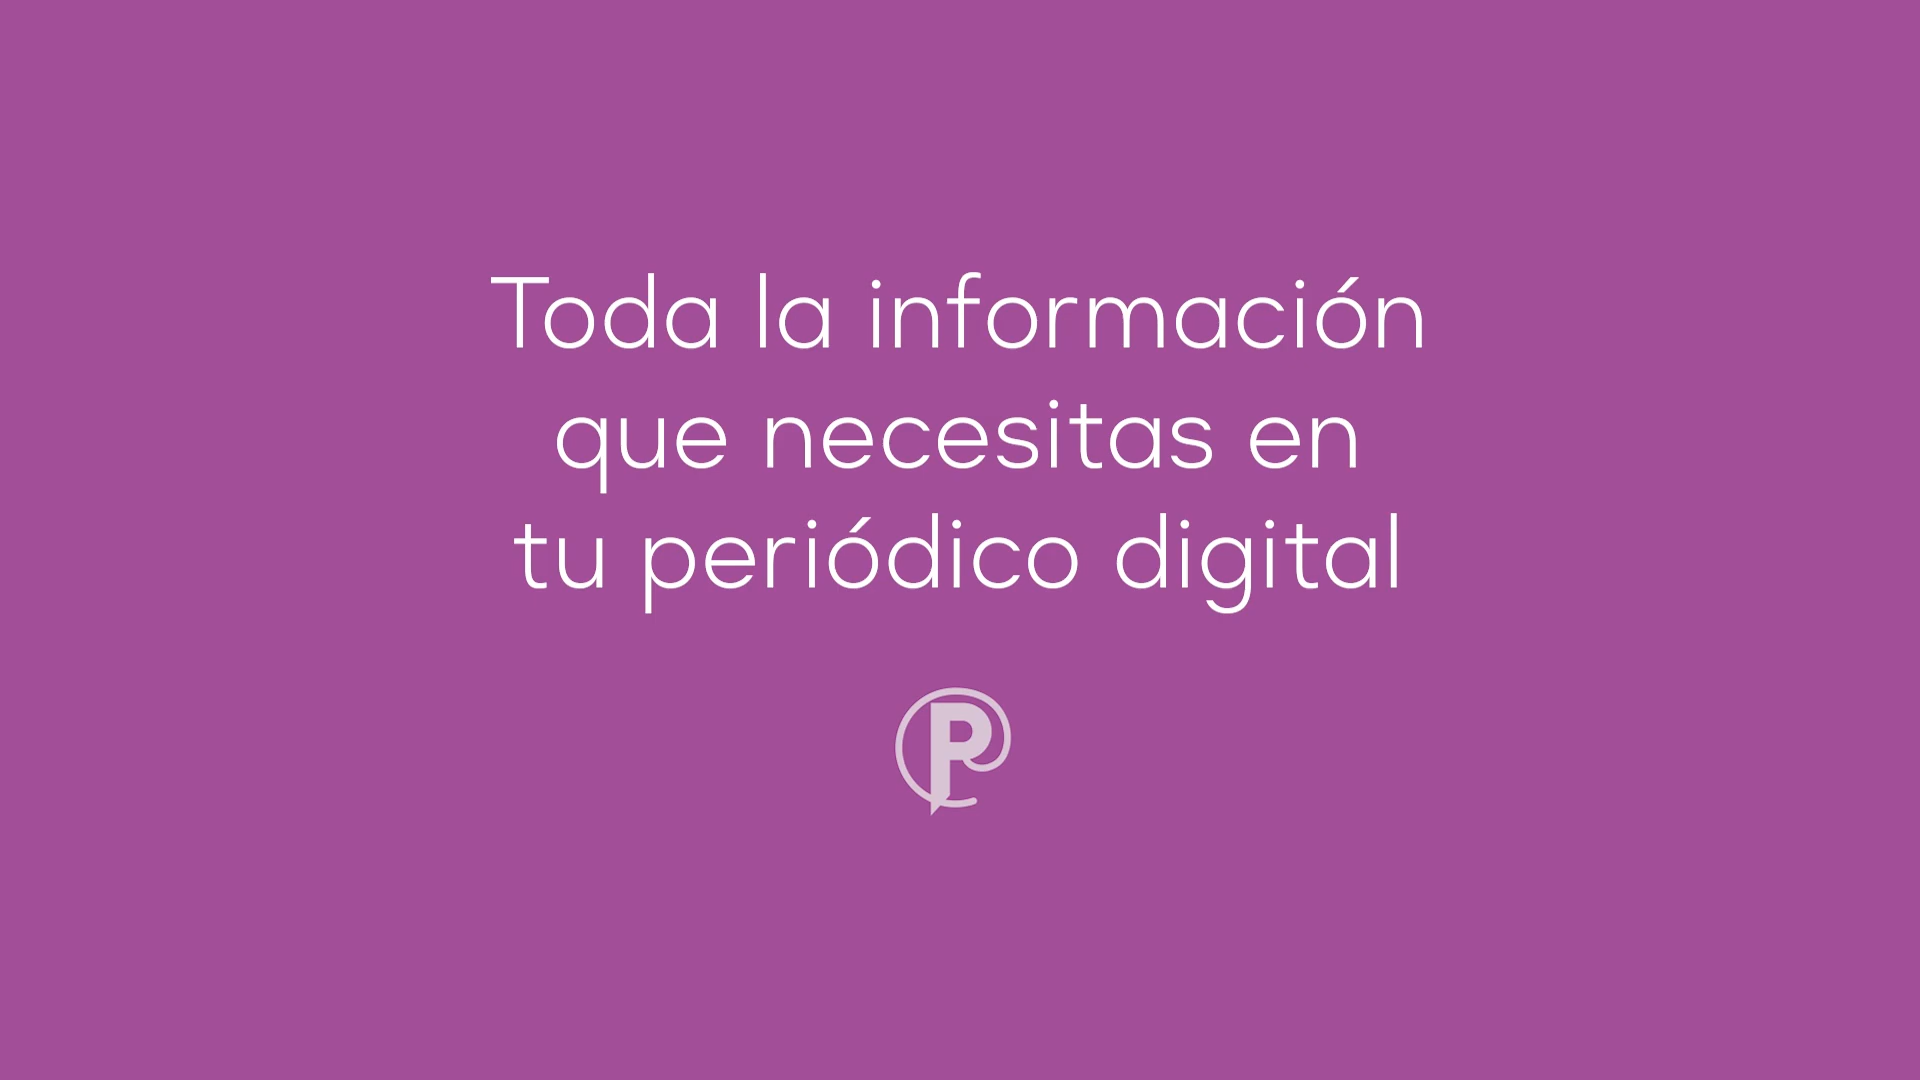 Toda la información
que necesitas en
tu periódico digital
P